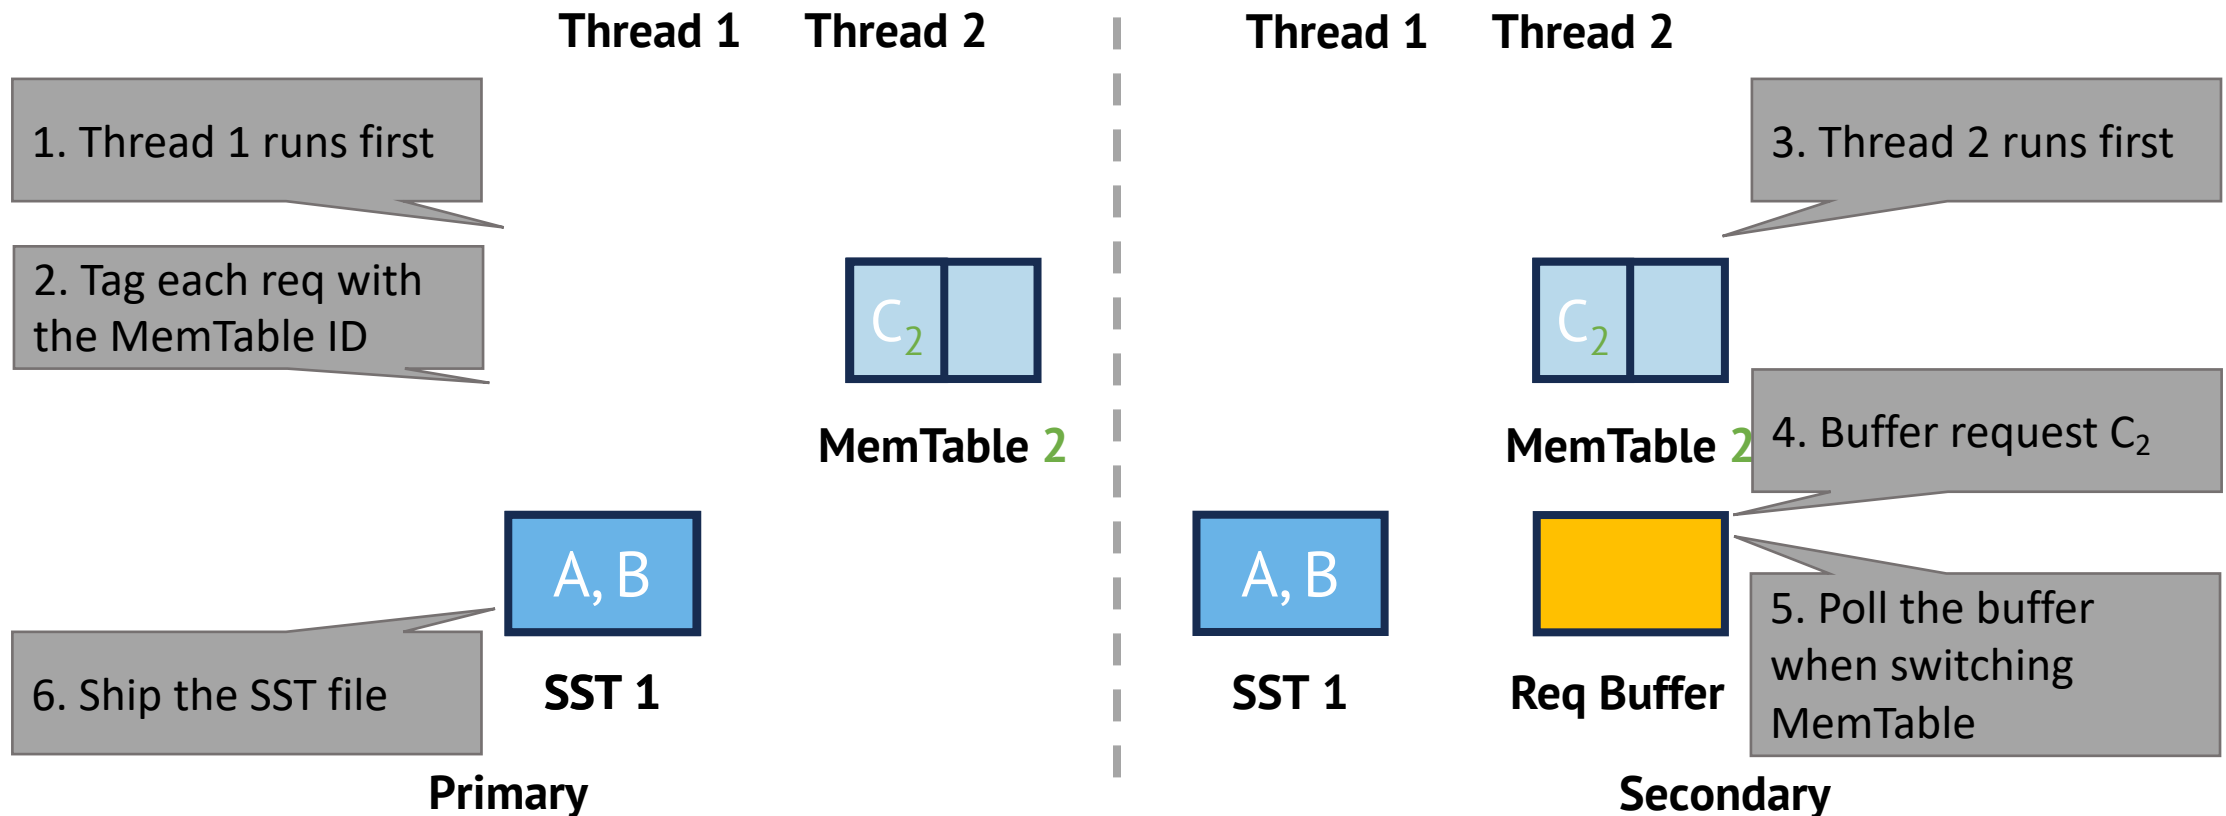 Thread 1 Thread 2
Thread 1 Thread 2
1. Thread 1 runs first
3. Thread 2 runs first
2. Tag each req with
the MemTable ID
C₂
C₂
MemTable 2
MemTable 2
4. Buffer request C₂
A, B
A, B
6. Ship the SST file
SST 1
SST 1
Req Buffer
5. Poll the buffer
when switching
MemTable
Primary
Secondary